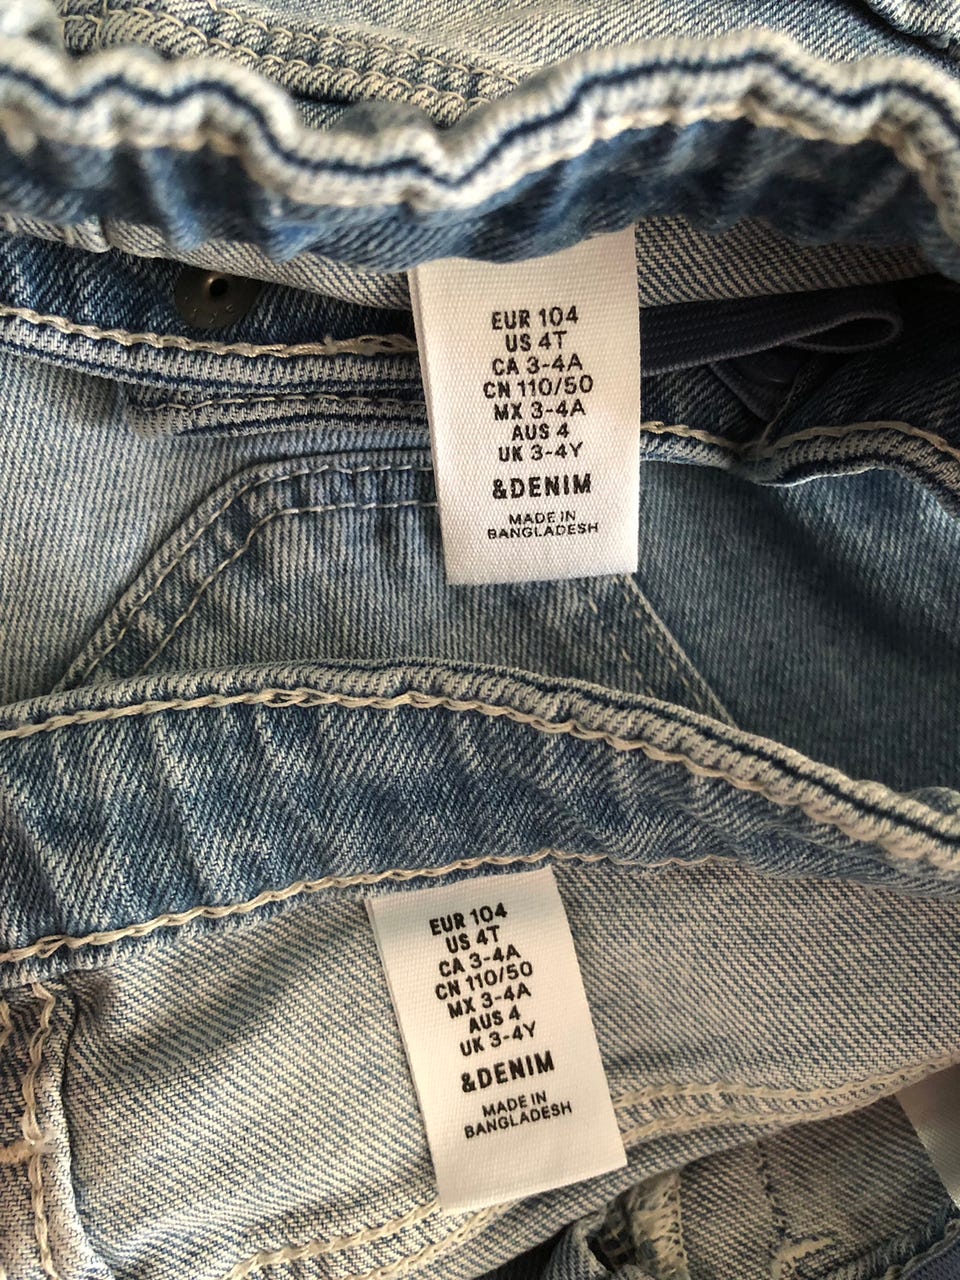 EUR 104
US 4T
CA 3-4A
CN 110/50
MX 3-4A
AUS 4
UK 3-4Y
&DENIM
MADE IN
BANGLADESH
EUR 104
US 4T
CA 3-4A
CN 110/50
MX 3-4A
AUS 4
UK 3-4Y
&DENIM
MADE IN
BANGLADESH